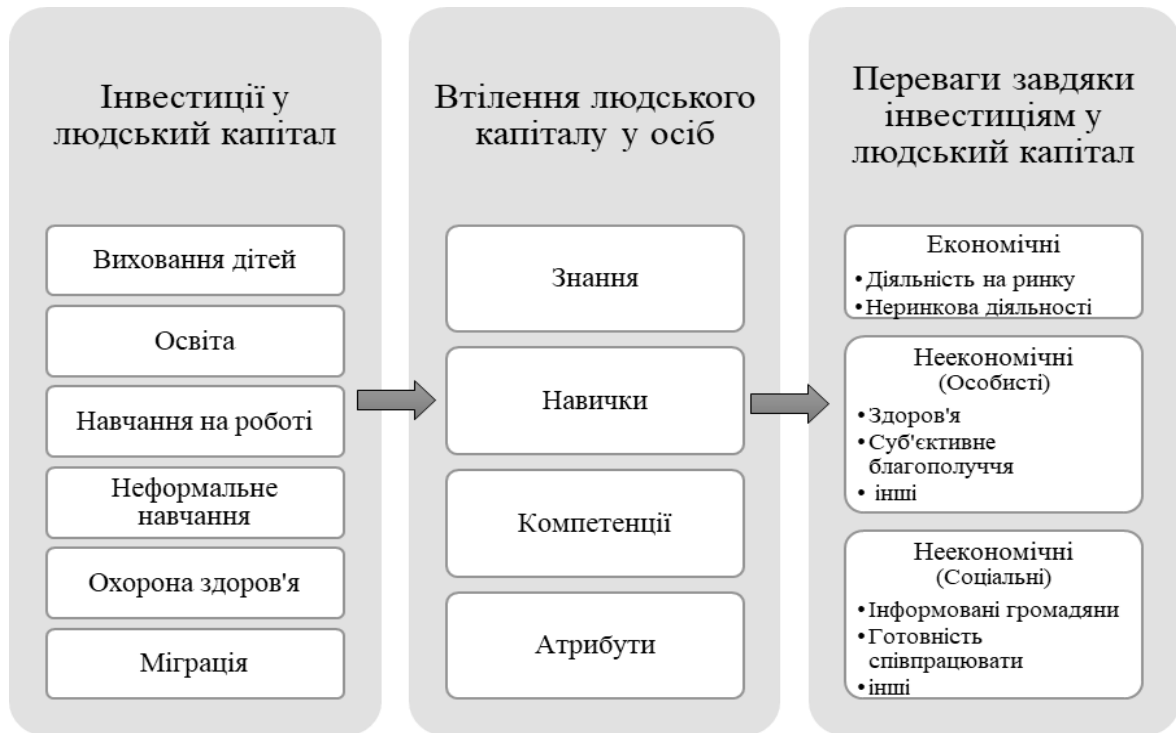 Інвестиції у
людський капітал
Виховання дітей
Освіта
Навчання на роботі
Неформальне
навчання
Охорона здоров'я
Міграція
Втілення людського
капіталу у осіб
Знання
Навички
Компетенції
Атрибути
Переваги завдяки
інвестиціям у
людський капітал
Економічні
• Діяльність на ринку
• Неринкова діяльності
Неекономічні
(Особисті)
• Здоров'я
• Суб'єктивне
благополуччя
• інші
Неекономічні
(Соціальні)
• Інформовані громадяни
• Готовність
співпрацювати
• інші